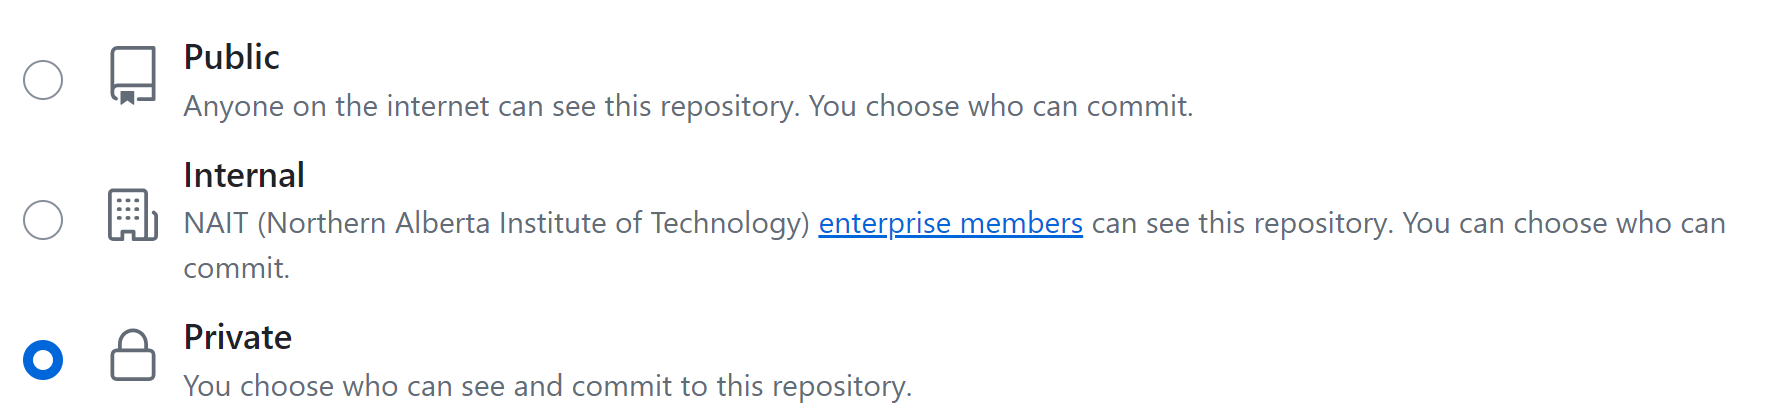 Public
Anyone on the internet can see this repository. You choose who can commit.
Internal
NAIT (Northern Alberta Institute of Technology) enterprise members can see this repository. You can choose who can
commit.
Private
You choose who can see and commit to this repository.